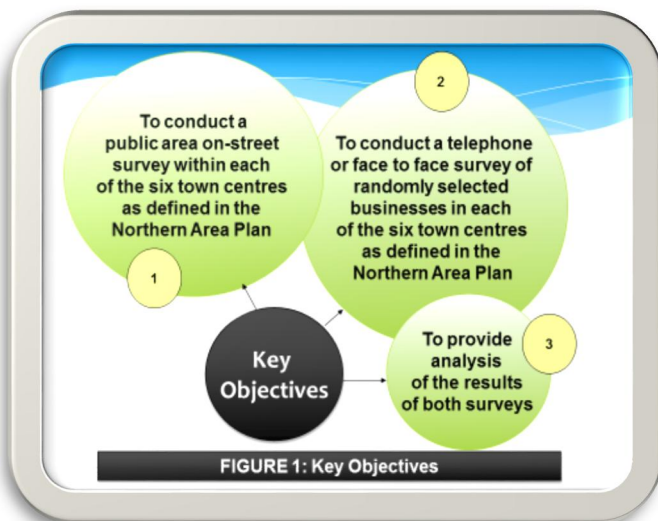 To conduct a
public area on-street
survey within each
of the six town centres
as defined in the
Northern Area Plan
1
2
To conduct a telephone
or face to face survey of
randomly selected
businesses in each
of the six town centres
as defined in the
Northern Area Plan
To provide
analysis
of the results
of both surveys
3
Key
Objectives
FIGURE 1: Key Objectives